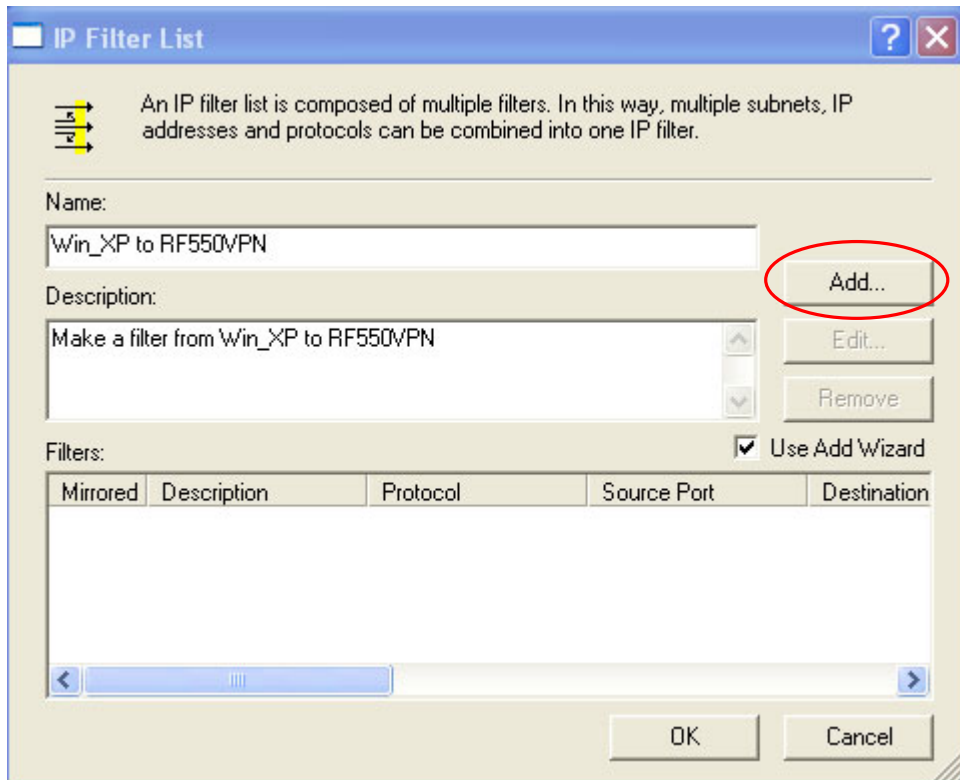 IP Filter List
An IP filter list is composed of multiple filters. In this way, multiple subnets, IP
addresses and protocols can be combined into one IP filter.
Name:
Win_XP to RF550VPN
Add...
Description:
Make a filter from Win_XP to RF550VPN
Edit...
Remove
Filters:
Use Add Wizard
Mirrored Description Protocol Source Port Destination
OK Cancel